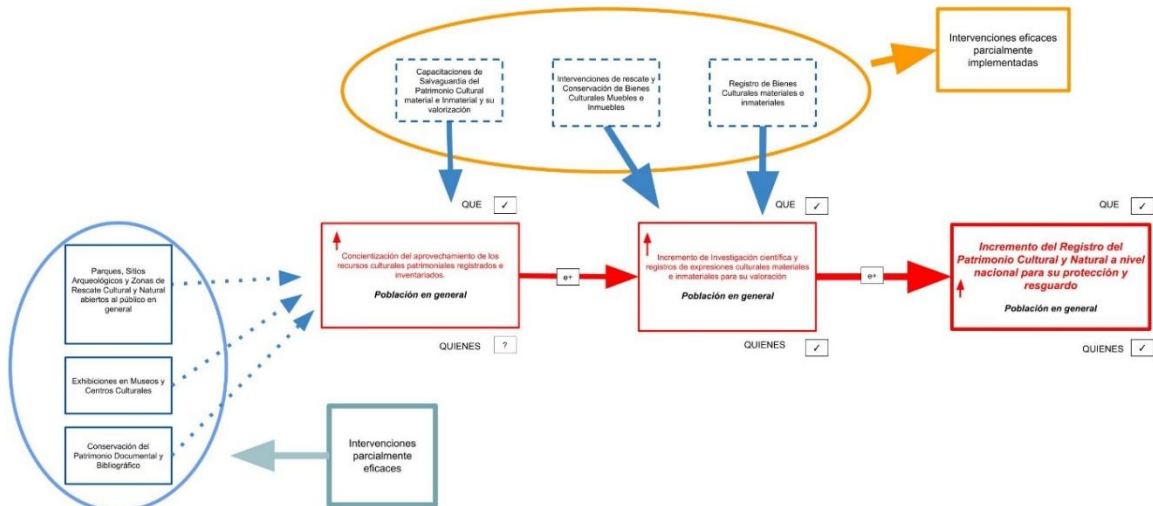 Capacitaciones de
Salvaguardia del
Patrimonio Cultural
material e Inmaterial y su
valorización
Intervenciones de rescate y
Conservación de Bienes
Culturales Muebles e
Inmuebles
Registro de Bienes
Culturales materiales e
inmateriales
Intervenciones eficaces
parcialmente
implementadas
QUE ✓
QUE ✓
QUE ✓
Parques, Sitios
Arqueológicos y Zonas de
Rescate Cultural y Natural
abiertos al público en
general
Exhibiciones en Museos y
Centros Culturales
Conservación del
Patrimonio Documental y
Bibliográfico
Concientización del aprovechamiento de los
recursos culturales patrimoniales registrados e
inventariados.
Población en general
e+
Incremento de Investigación científica y
registros de expresiones culturales materiales
e inmateriales para su valoración
Población en general
e+
Incremento del Registro del
Patrimonio Cultural y Natural a nivel
nacional para su protección y
resguardo
Población en general
QUIENES ?
QUIENES ✓
QUIENES ✓
Intervenciones
parcialmente
eficaces